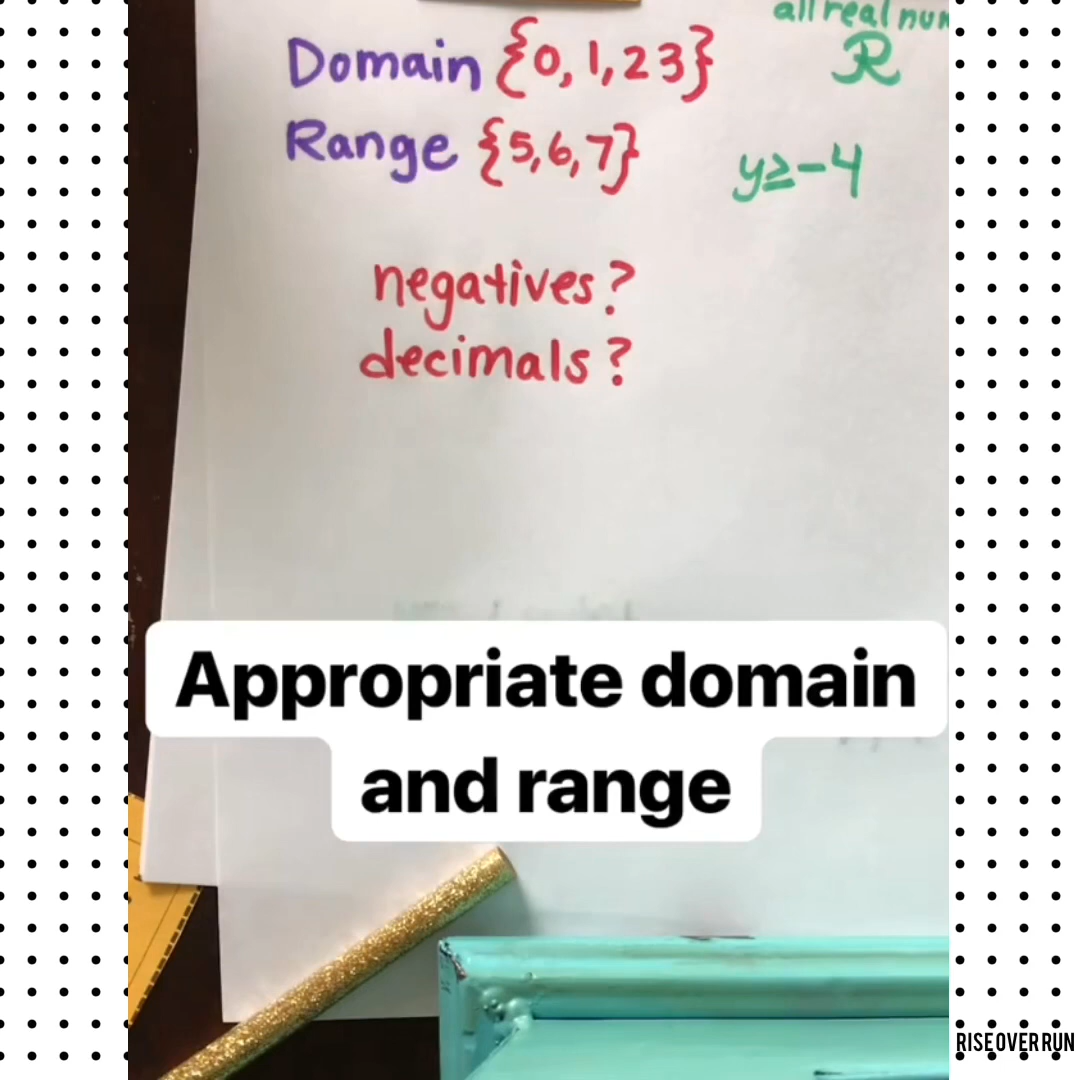 all real num
Domain {0, 1, 2 3}
R
Range {5, 6, 7}
y≥-4
negatives?
decimals?
Appropriate domain
and range
RISE OVER RUN